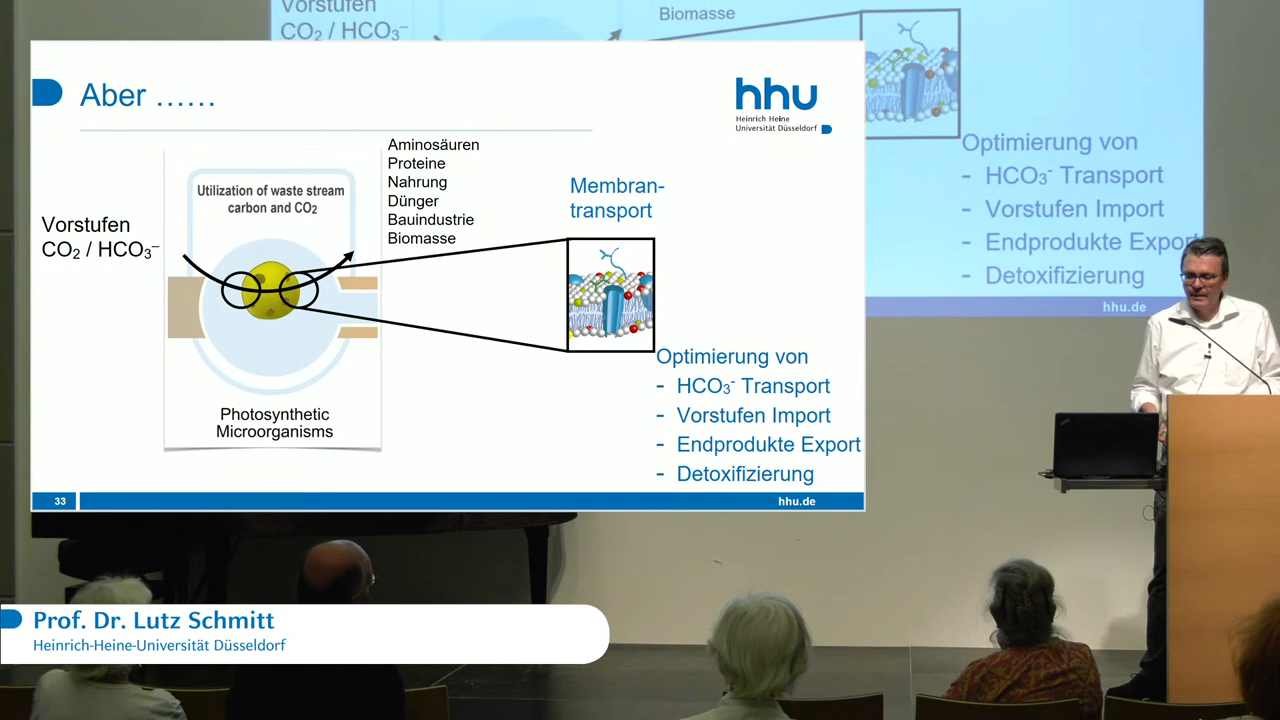 Vorstufen
CO₂ / HCO₃⁻
Biomasse
Optimierung von
- HCO₃⁻ Transport
- Vorstufen Import
- Endprodukte Export
- Detoxifizierung
hhu.de
Aber ......
hhu
Heinrich Heine
Universität Düsseldorf
Utilization of waste stream
carbon and CO₂
Vorstufen
CO₂ / HCO₃⁻
Aminosäuren
Proteine
Nahrung
Dünger
Bauindustrie
Biomasse
Membran-
transport
Photosynthetic
Microorganisms
Optimierung von
- HCO₃⁻ Transport
- Vorstufen Import
- Endprodukte Export
- Detoxifizierung
33
hhu.de
Prof. Dr. Lutz Schmitt
Heinrich-Heine-Universität Düsseldorf